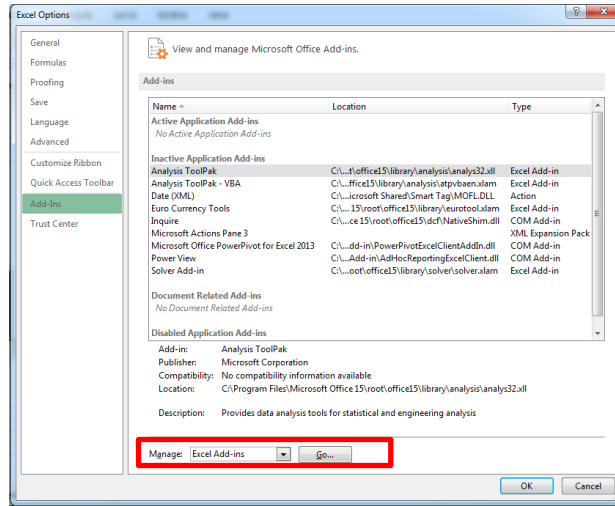 Excel Options
General
Formulas
Proofing
Save
Language
Advanced
Customize Ribbon
Quick Access Toolbar
Add-Ins
Trust Center
View and manage Microsoft Office Add-ins.
Add-ins
Name Location Type
Active Application Add-ins
No Active Application Add-ins
Inactive Application Add-ins
Analysis ToolPak C:\...t\office15\library\analysis\analys32.xll Excel Add-in
Analysis ToolPak - VBA C:\...ffice15\library\analysis\atpvbaen.xlam Excel Add-in
Date (XML) C:\...icrosoft Shared\Smart Tag\MOFL.DLL Action
Euro Currency Tools C:\... 15\root\office15\library\eurotool.xlam Excel Add-in
Inquire C:\...ce 15\root\office15\dcf\NativeShim.dll COM Add-in
Microsoft Actions Pane 3 XML Expansion Pack
Microsoft Office PowerPivot for Excel 2013 C:\...dd-in\PowerPivotExcelClientAddIn.dll COM Add-in
Power View C:\...Add-in\AdHocReportingExcelClient.dll COM Add-in
Solver Add-in C:\...oot\office15\library\solver\solver.xlam Excel Add-in
Document Related Add-ins
No Document Related Add-ins
Disabled Application Add-ins
Add-in: Analysis ToolPak
Publisher: Microsoft Corporation
Compatibility: No compatibility information available
Location: C:\Program Files\Microsoft Office 15\root\office15\library\analysis\analys32.xll
Description: Provides data analysis tools for statistical and engineering analysis
Manage: Excel Add-ins Go...
OK Cancel